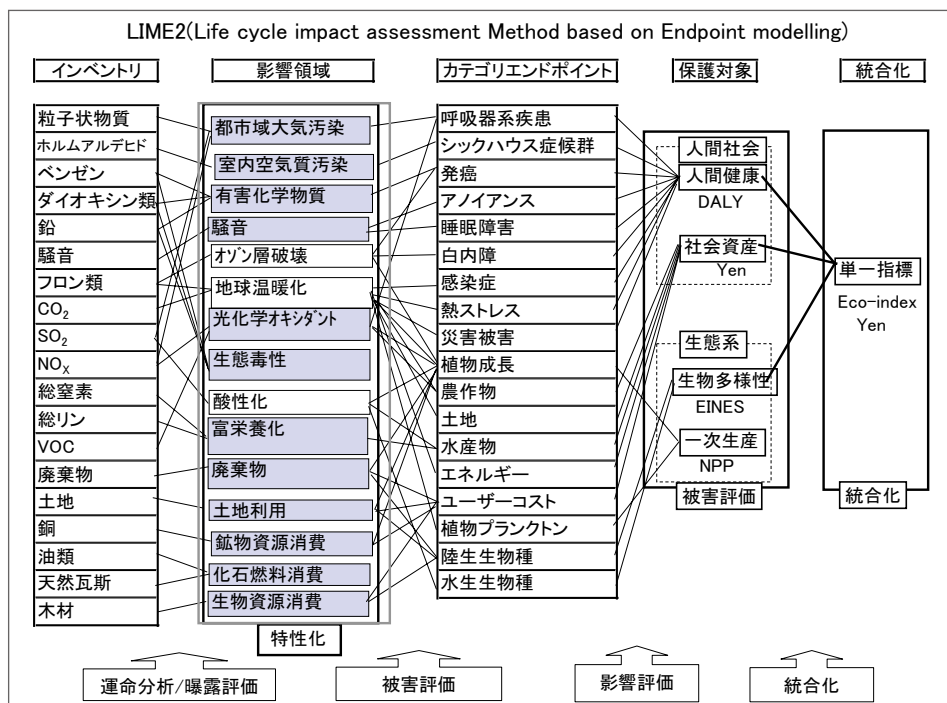 LIME2(Life cycle impact assessment Method based on Endpoint modelling)
インベントリ
影響領域
カテゴリエンドポイント
保護対象
統合化
粒子状物質
ホルムアルデヒド
ベンゼン
ダイオキシン類
鉛
騒音
フロン類
CO₂
SO₂
NOₓ
総窒素
総リン
VOC
廃棄物
土地
銅
油類
天然瓦斯
木材
都市域大気汚染
室内空気質汚染
有害化学物質
騒音
オゾン層破壊
地球温暖化
光化学オキシダント
生態毒性
酸性化
富栄養化
廃棄物
土地利用
鉱物資源消費
化石燃料消費
生物資源消費
特性化
呼吸器系疾患
シックハウス症候群
発癌
アノイアンス
睡眠障害
白内障
感染症
熱ストレス
災害被害
植物成長
農作物
土地
水産物
エネルギー
ユーザーコスト
植物プランクトン
陸生生物種
水生生物種
人間社会
人間健康
DALY
社会資産
Yen
生態系
生物多様性
EINES
一次生産
NPP
被害評価
単一指標
Eco-index
Yen
統合化
運命分析/曝露評価
被害評価
影響評価
統合化